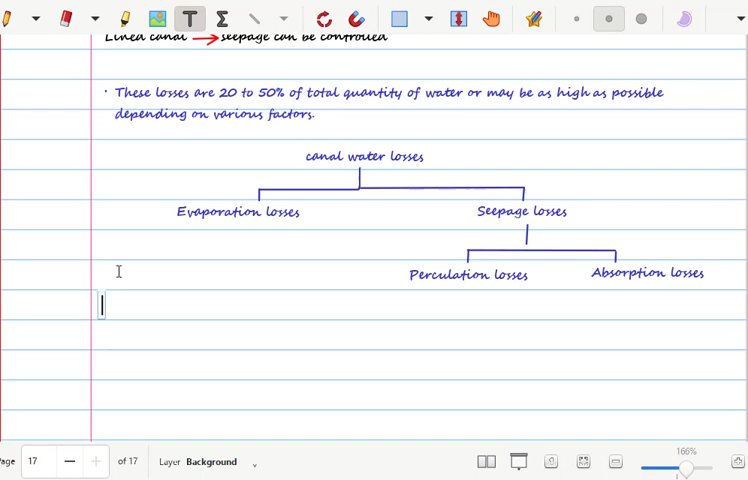 Lined canal → seepage can be controlled
· These losses are 20 to 50% of total quantity of water or may be as high as possible
depending on various factors.
canal water losses
Evaporation losses Seepage losses
Perculation losses Absorption losses
Page 17 of 17 Layer Background 166%